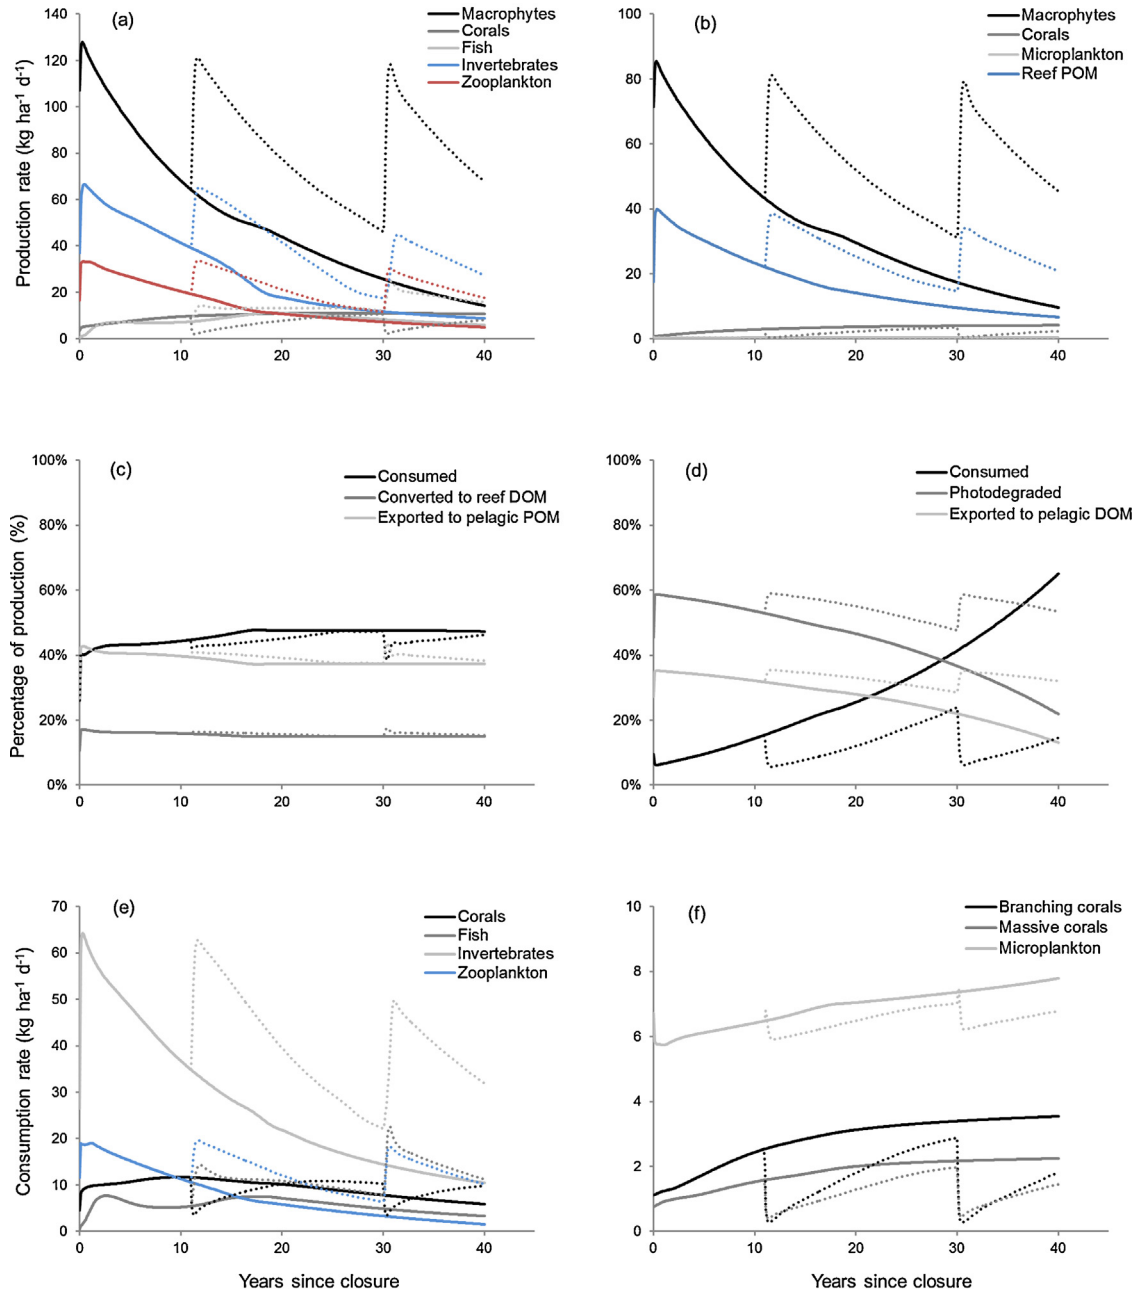 (a)
Macrophytes
Corals
Fish
Invertebrates
Zooplankton
Production rate (kg ha⁻¹ d⁻¹)
140
120
100
80
60
40
20
0
0 10 20 30 40
(b)
Macrophytes
Corals
Microplankton
Reef POM
100
80
60
40
20
0
0 10 20 30 40
(c)
Consumed
Converted to reef DOM
Exported to pelagic POM
Percentage of production (%)
100%
80%
60%
40%
20%
0%
0 10 20 30 40
(d)
Consumed
Photodegraded
Exported to pelagic DOM
100%
80%
60%
40%
20%
0%
0 10 20 30 40
(e)
Corals
Fish
Invertebrates
Zooplankton
Consumption rate (kg ha⁻¹ d⁻¹)
70
60
50
40
30
20
10
0
0 10 20 30 40
Years since closure
(f)
Branching corals
Massive corals
Microplankton
10
8
6
4
2
0
0 10 20 30 40
Years since closure